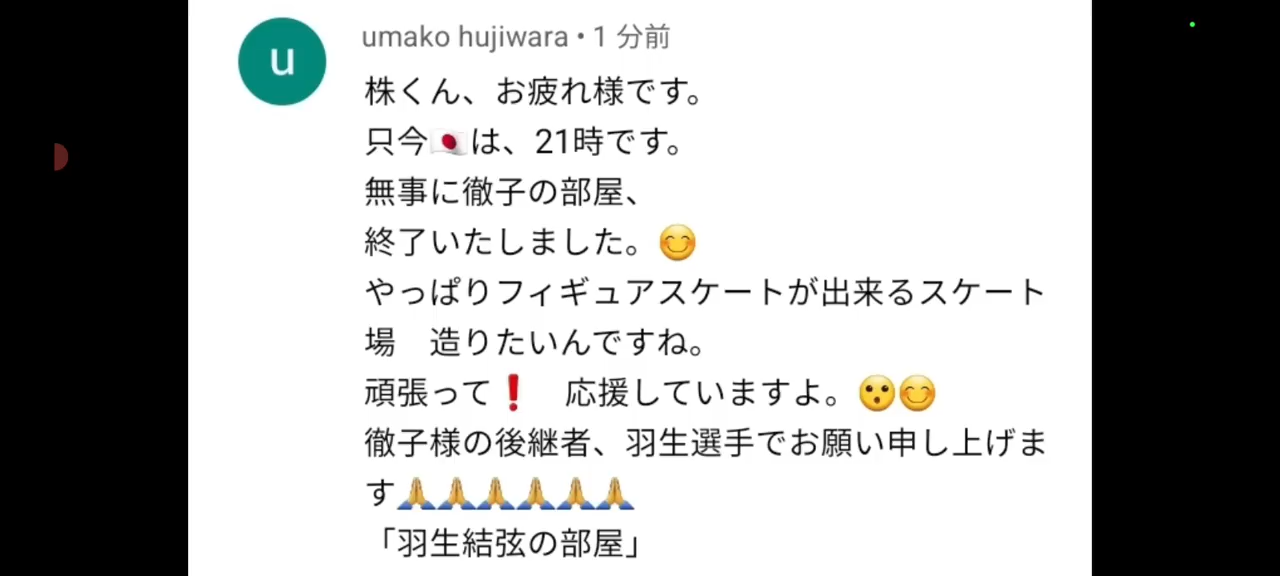 u
umako hujiwara • 1 分前
株くん、お疲れ様です。
只今🇯🇵は、21時です。
無事に徹子の部屋、
終了いたしました。😊
やっぱりフィギュアスケートが出来るスケート
場　造りたいんですね。
頑張って❗　応援していますよ。😮😊
徹子様の後継者、羽生選手でお願い申し上げま
す🙏🙏🙏🙏🙏🙏
「羽生結弦の部屋」